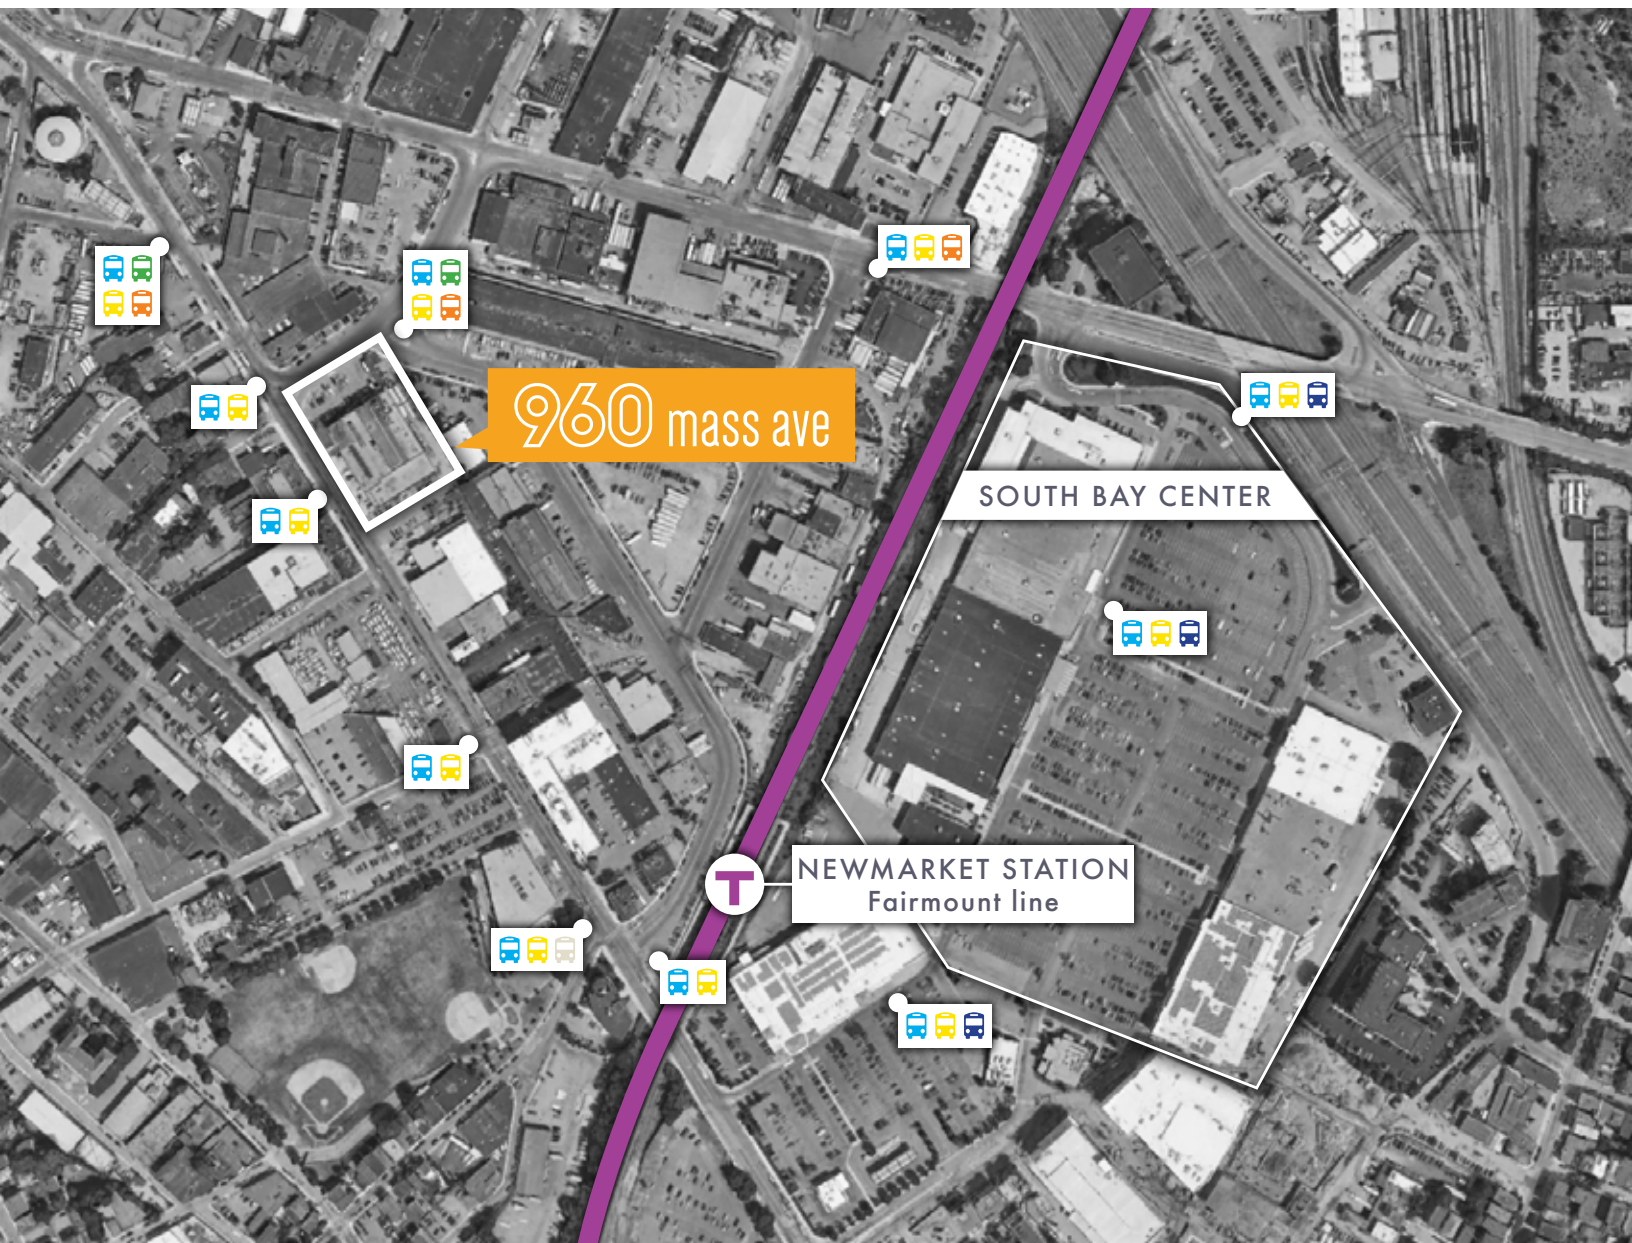 960 mass ave
SOUTH BAY CENTER
NEWMARKET STATION
Fairmount line
T